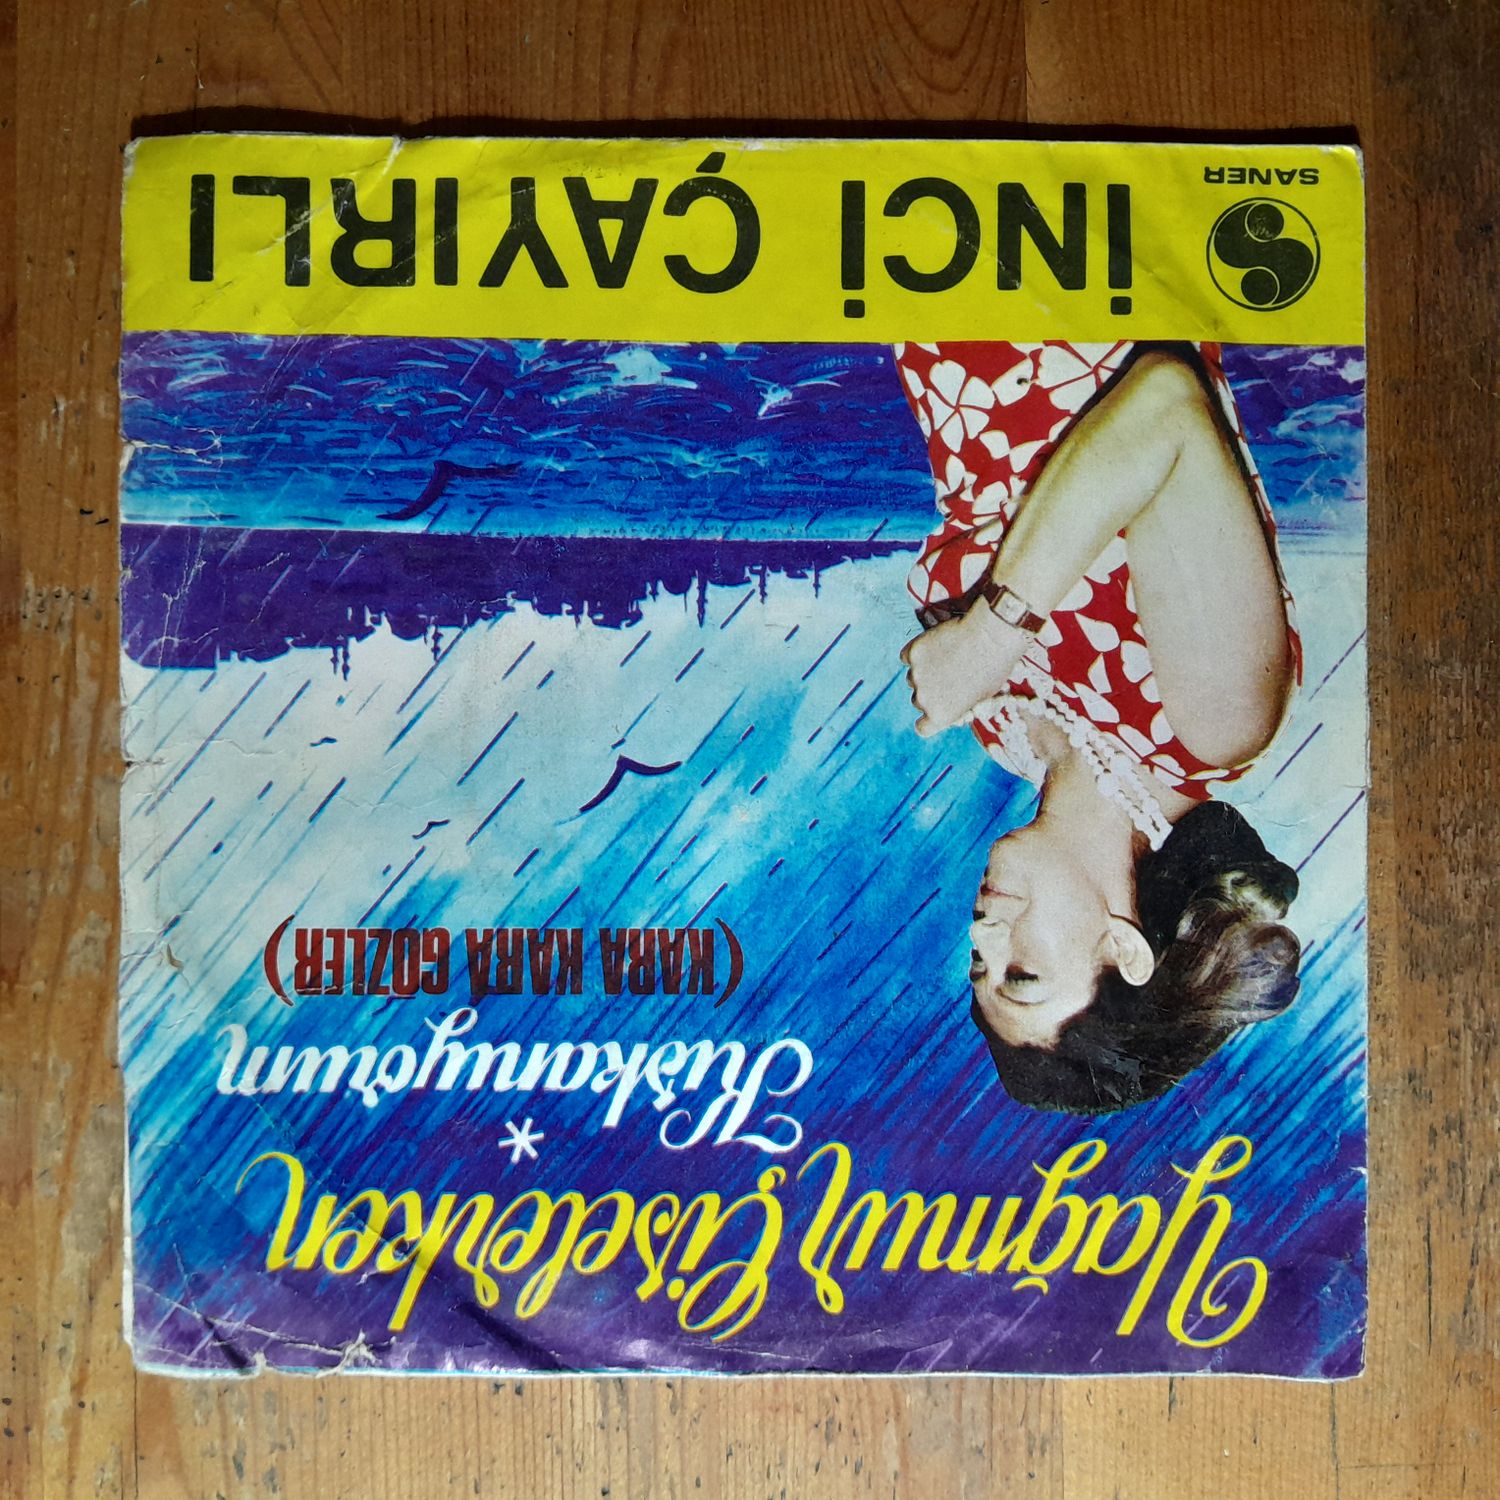 Yağmur Çiselerken
*
Kıskanıyorum
(KARA KARA GÖZLER)
SANER
İNCİ ÇAYIRLI